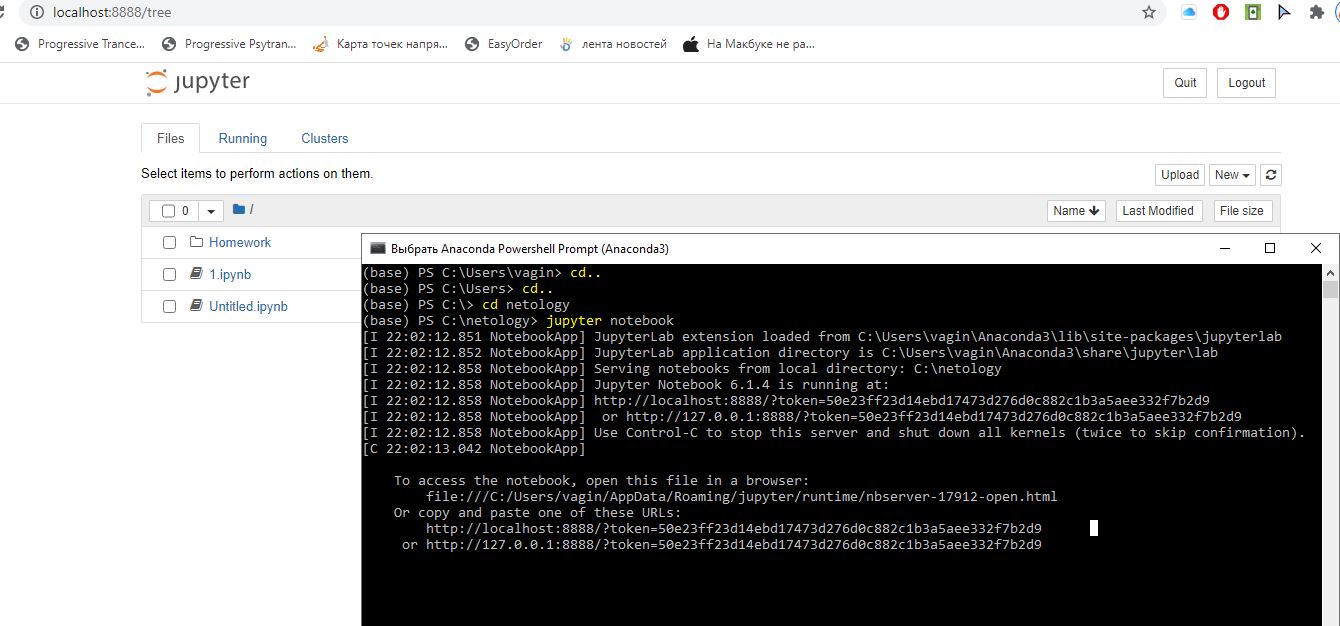 localhost:8888/tree
Progressive Trance... Progressive Psytran... Карта точек напря... EasyOrder лента новостей На Макбуке не ра...
jupyter Quit Logout
Files Running Clusters
Select items to perform actions on them. Upload New
0 / Name Last Modified File size
Homework
1.ipynb
Untitled.ipynb
Выбрать Anaconda Powershell Prompt (Anaconda3)
(base) PS C:\Users\vagin> cd..
(base) PS C:\Users> cd..
(base) PS C:\> cd netology
(base) PS C:\netology> jupyter notebook
[I 22:02:12.851 NotebookApp] JupyterLab extension loaded from C:\Users\vagin\Anaconda3\lib\site-packages\jupyterlab
[I 22:02:12.852 NotebookApp] JupyterLab application directory is C:\Users\vagin\Anaconda3\share\jupyter\lab
[I 22:02:12.858 NotebookApp] Serving notebooks from local directory: C:\netology
[I 22:02:12.858 NotebookApp] Jupyter Notebook 6.1.4 is running at:
[I 22:02:12.858 NotebookApp] http://localhost:8888/?token=50e23ff23d14ebd17473d276d0c882c1b3a5aee332f7b2d9
[I 22:02:12.858 NotebookApp]  or http://127.0.0.1:8888/?token=50e23ff23d14ebd17473d276d0c882c1b3a5aee332f7b2d9
[I 22:02:12.858 NotebookApp] Use Control-C to stop this server and shut down all kernels (twice to skip confirmation).
[C 22:02:13.042 NotebookApp]
To access the notebook, open this file in a browser:
file:///C:/Users/vagin/AppData/Roaming/jupyter/runtime/nbserver-17912-open.html
Or copy and paste one of these URLs:
http://localhost:8888/?token=50e23ff23d14ebd17473d276d0c882c1b3a5aee332f7b2d9
or http://127.0.0.1:8888/?token=50e23ff23d14ebd17473d276d0c882c1b3a5aee332f7b2d9